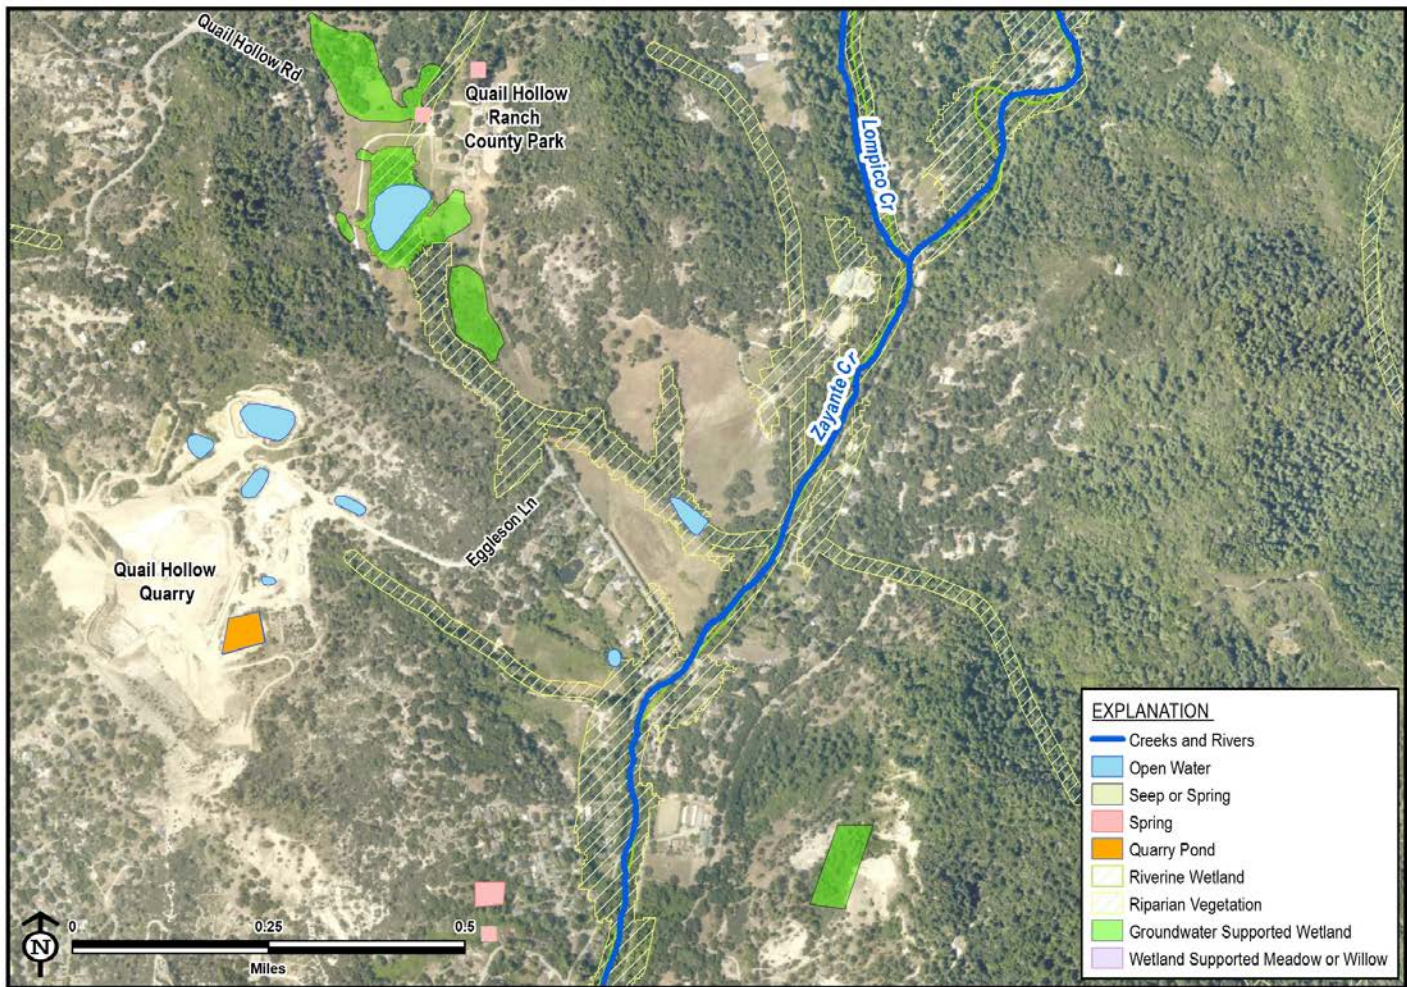 Quail Hollow Rd
Quail Hollow
Ranch
County Park
Lompico Cr
Zayante Cr
Eggleson Ln
Quail Hollow
Quarry
EXPLANATION
Creeks and Rivers
Open Water
Seep or Spring
Spring
Quarry Pond
Riverine Wetland
Riparian Vegetation
Groundwater Supported Wetland
Wetland Supported Meadow or Willow
N
0 0.25 0.5
Miles